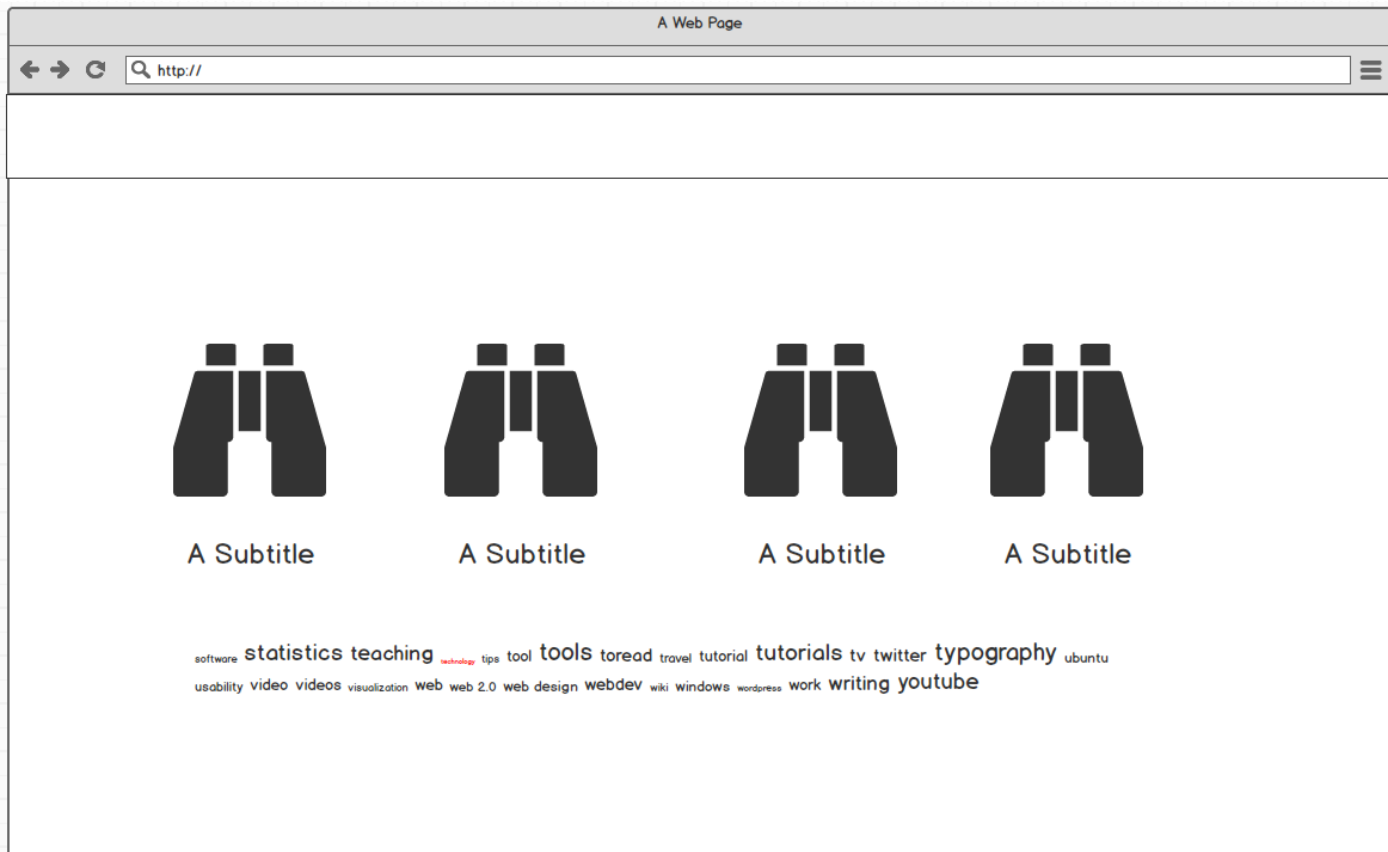 A Web Page
http://
A Subtitle A Subtitle A Subtitle A Subtitle
software statistics teaching technology tips tool tools toread travel tutorial tutorials tv twitter typography ubuntu
usability video videos visualization web web 2.0 web design webdev wiki windows wordpress work writing youtube